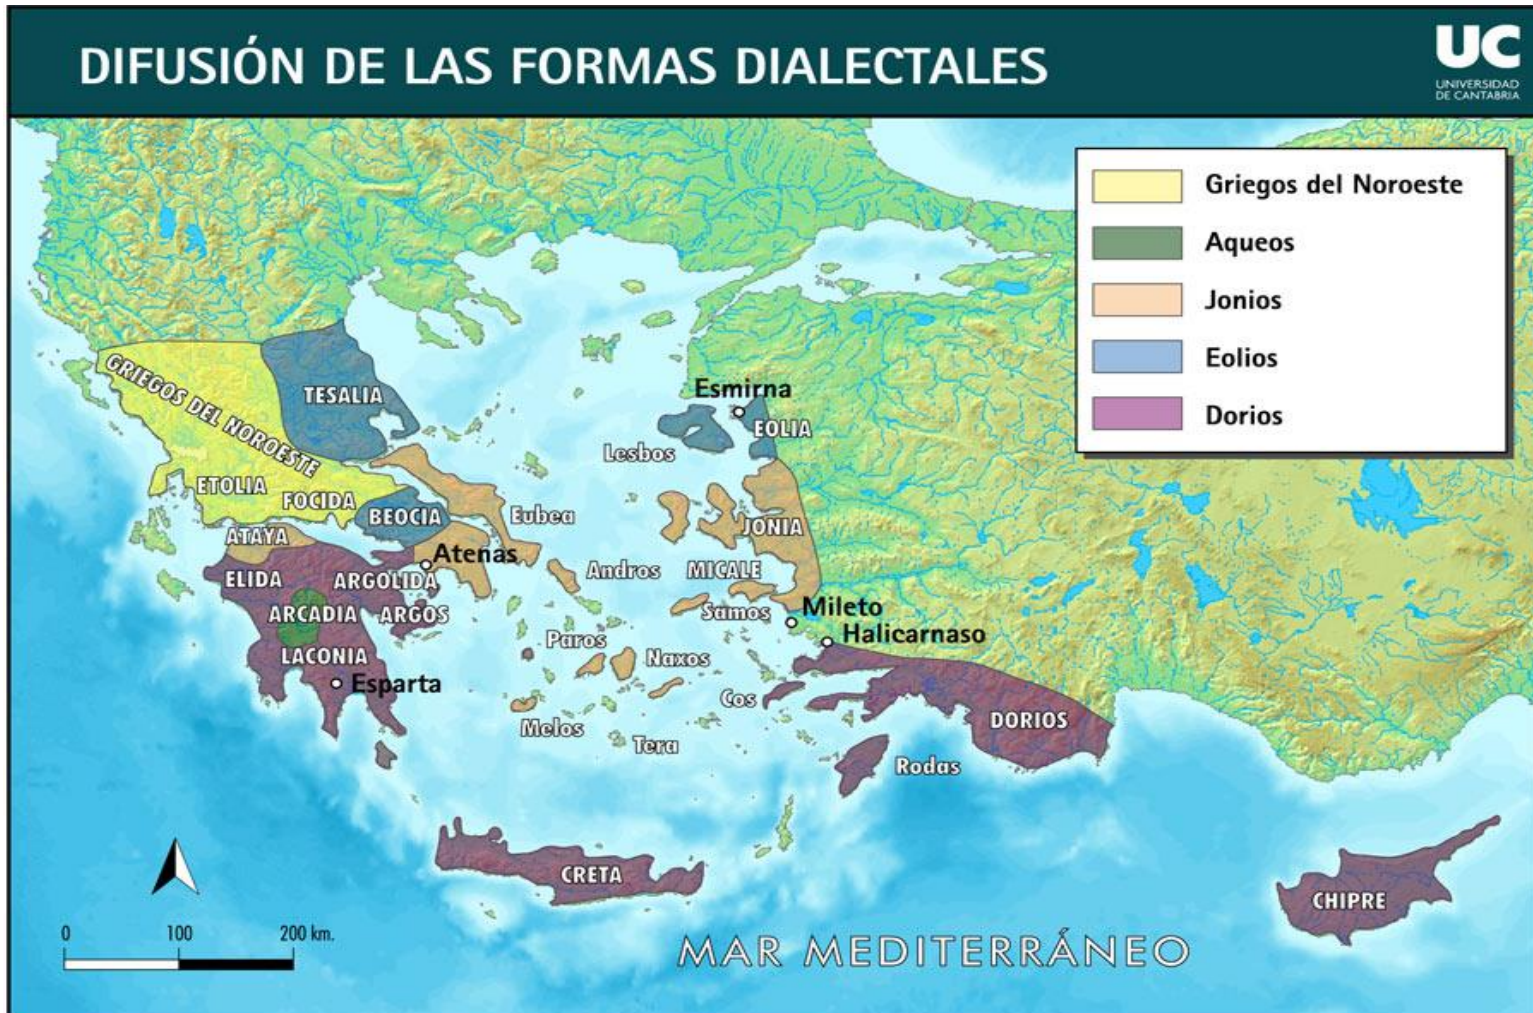 DIFUSIÓN DE LAS FORMAS DIALECTALES
UC
UNIVERSIDAD
DE CANTABRIA
Griegos del Noroeste
Aqueos
Jonios
Eolios
Dorios
GRIEGOS DEL NOROESTE
TESALIA
Esmirna
EOLIA
Lesbos
ETOLIA
FOCIDA
BEOCIA
Eubea
JONIA
ATAYA
Atenas
ELIDA
ARGOLIDA
Andros
MICALE
ARCADIA
ARGOS
Samos
Mileto
Halicarnaso
Paros
Naxos
LACONIA
Esparta
Cos
Melos
Tera
DORIOS
Rodas
CRETA
CHIPRE
0 100 200 km.
MAR MEDITERRÁNEO